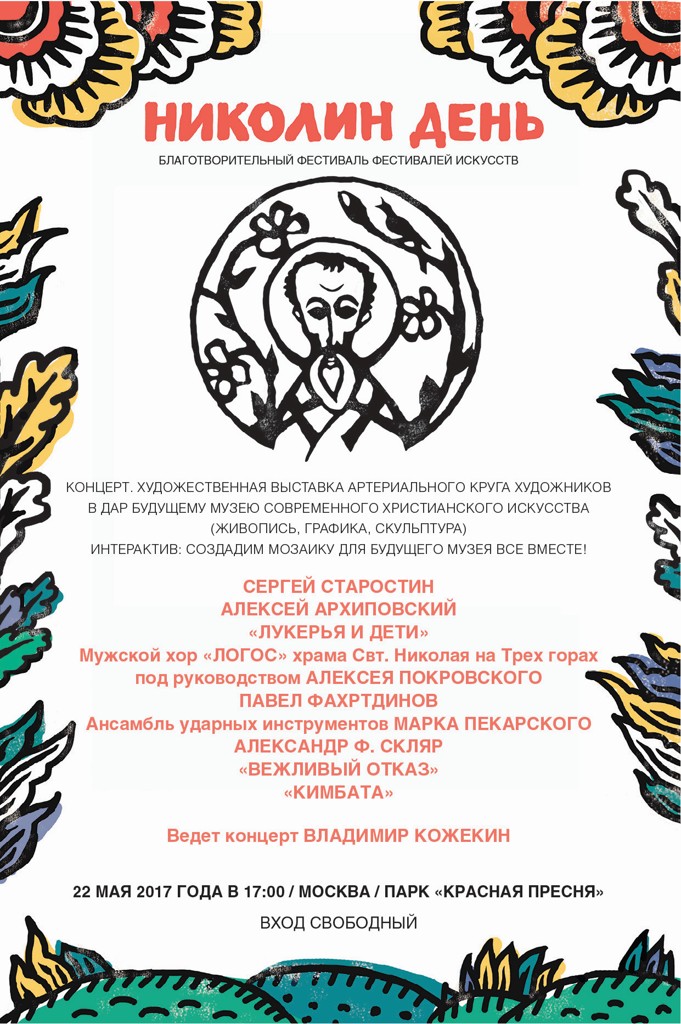 НИКОЛИН ДЕНЬ
БЛАГОТВОРИТЕЛЬНЫЙ ФЕСТИВАЛЬ ФЕСТИВАЛЕЙ ИСКУССТВ
КОНЦЕРТ. ХУДОЖЕСТВЕННАЯ ВЫСТАВКА АРТЕРИАЛЬНОГО КРУГА ХУДОЖНИКОВ
В ДАР БУДУЩЕМУ МУЗЕЮ СОВРЕМЕННОГО ХРИСТИАНСКОГО ИСКУССТВА
(ЖИВОПИСЬ, ГРАФИКА, СКУЛЬПТУРА)
ИНТЕРАКТИВ: СОЗДАДИМ МОЗАИКУ ДЛЯ БУДУЩЕГО МУЗЕЯ ВСЕ ВМЕСТЕ!
СЕРГЕЙ СТАРОСТИН
АЛЕКСЕЙ АРХИПОВСКИЙ
«ЛУКЕРЬЯ И ДЕТИ»
Мужской хор «ЛОГОС» храма Свт. Николая на Трех горах
под руководством АЛЕКСЕЯ ПОКРОВСКОГО
ПАВЕЛ ФАХРТДИНОВ
Ансамбль ударных инструментов МАРКА ПЕКАРСКОГО
АЛЕКСАНДР Ф. СКЛЯР
«ВЕЖЛИВЫЙ ОТКАЗ»
«КИМБАТА»
Ведет концерт ВЛАДИМИР КОЖЕКИН
22 МАЯ 2017 ГОДА В 17:00 / МОСКВА / ПАРК «КРАСНАЯ ПРЕСНЯ»
ВХОД СВОБОДНЫЙ